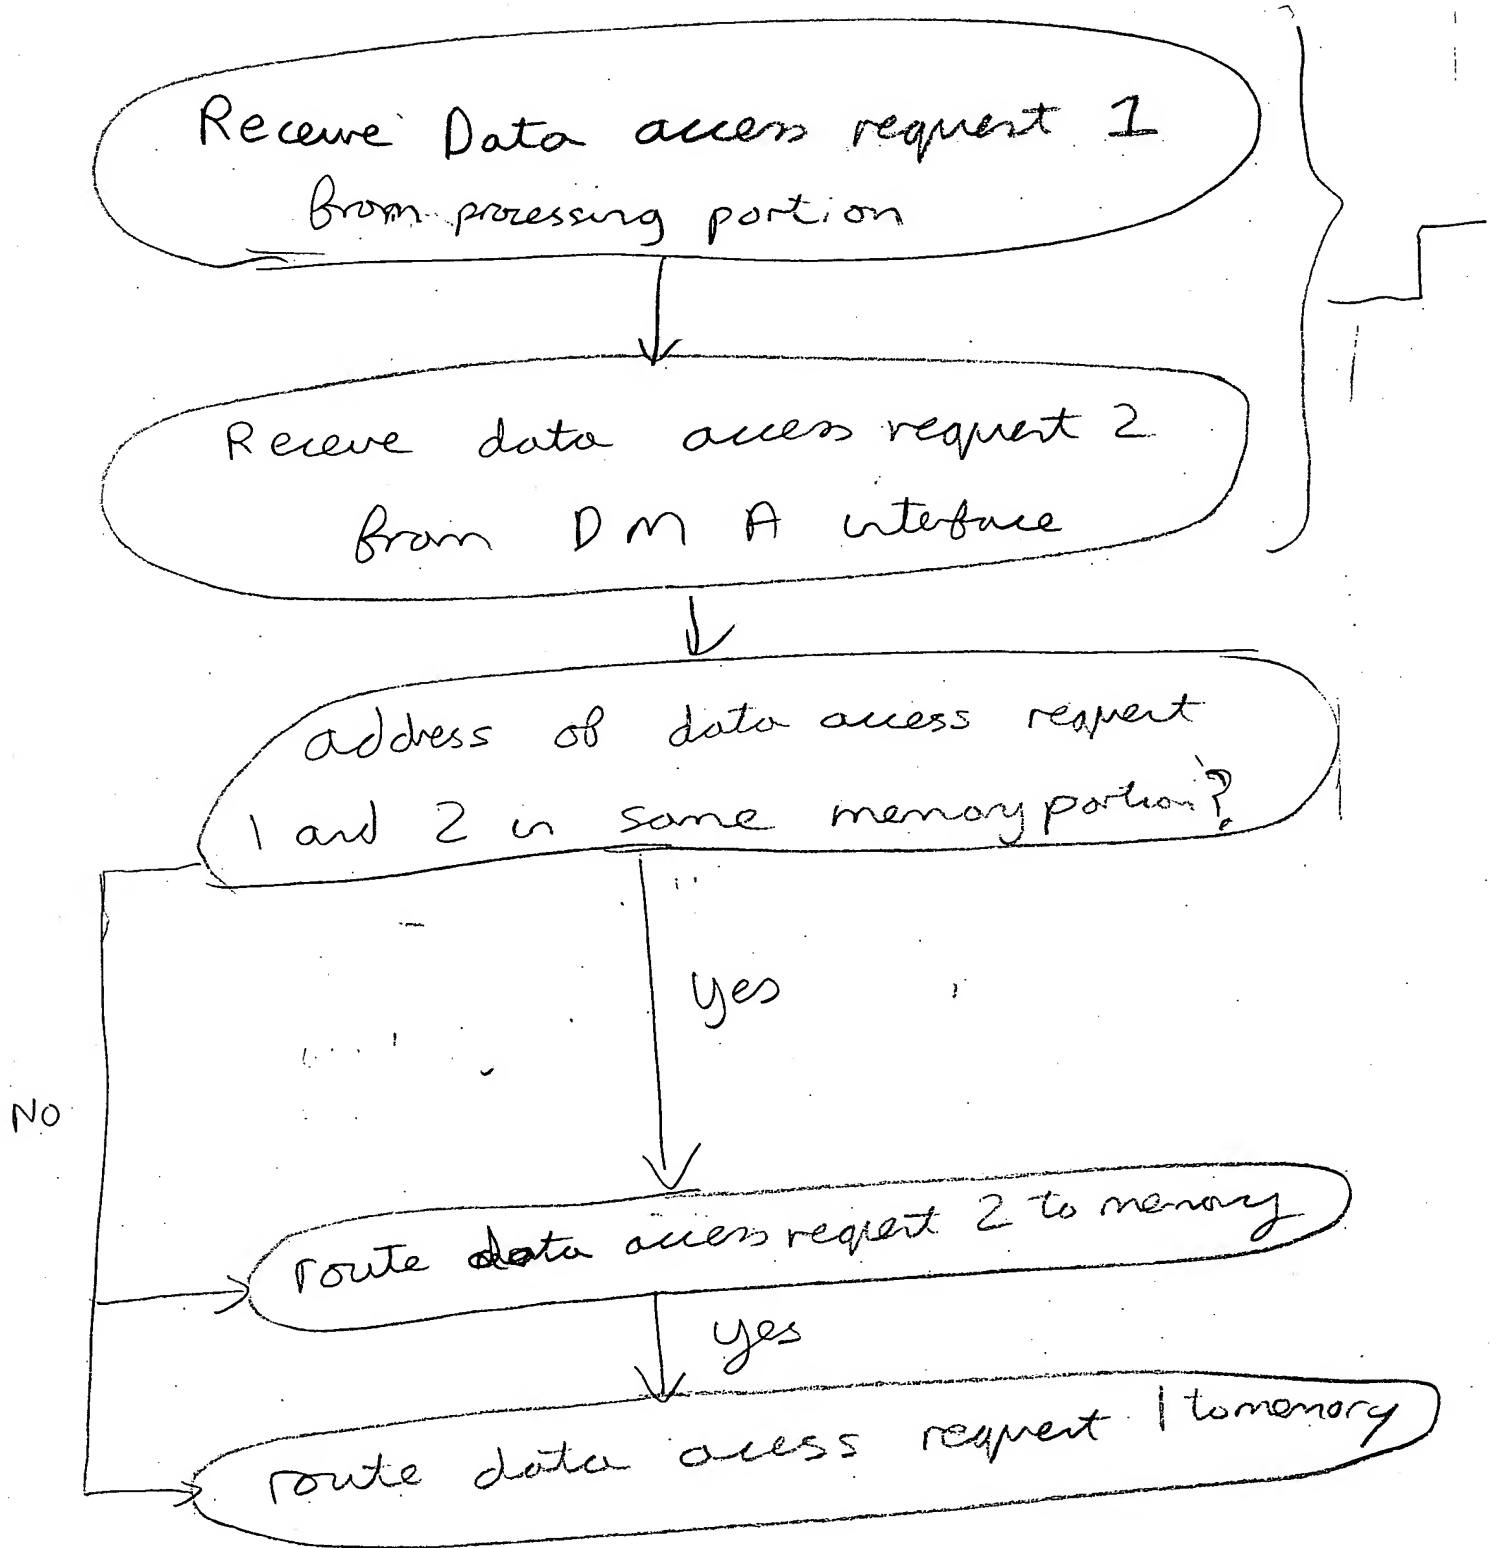 Receive Data access request 1
from processing portion
Receve data access request 2
from D M A interface
address of data access request
1 and 2 in same memory portion?
yes
NO
route data access request 2 to memory
yes
route data access request 1 to memory